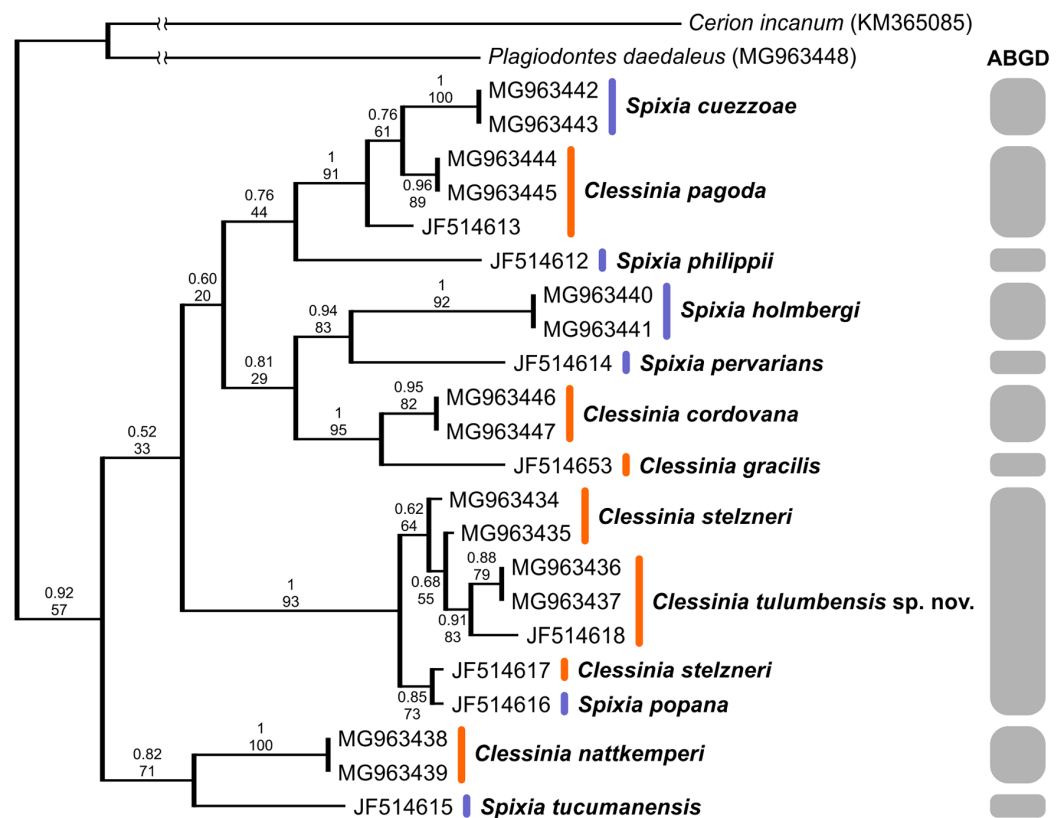 Cerion incanum (KM365085)
Plagiodontes daedaleus (MG963448)
ABGD
1
100
MG963442
MG963443
Spixia cuezzoae
0.76
61
MG963444
0.96
89
MG963445
Clessinia pagoda
1
91
JF514613
0.76
44
JF514612
Spixia philippii
0.60
20
1
92
MG963440
MG963441
Spixia holmbergi
0.94
83
JF514614
Spixia pervarians
0.81
29
0.95
82
MG963446
MG963447
Clessinia cordovana
1
95
JF514653
Clessinia gracilis
0.52
33
MG963434
0.62
64
MG963435
Clessinia stelzneri
0.68
55
0.88
79
MG963436
MG963437
Clessinia tulumbensis sp. nov.
0.91
83
JF514618
1
93
JF514617
Clessinia stelzneri
0.85
73
JF514616
Spixia popana
0.92
57
1
100
MG963438
MG963439
Clessinia nattkemperi
0.82
71
JF514615
Spixia tucumanensis